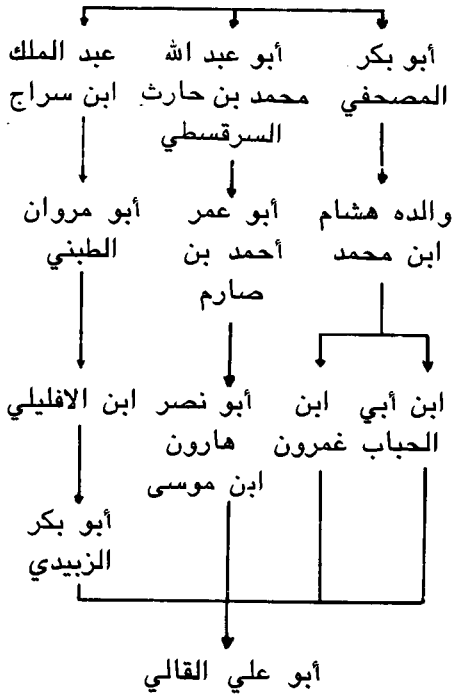 أبو بكر
المصحفي
أبو عبد الله
محمد بن حارث
السرقسطي
عبد الملك
ابن سراج
والده هشام
ابن محمد
أبو عمر
أحمد بن
صارم
أبو مروان
الطبني
ابن أبي
الحباب
ابن
غمرون
أبو نصر
هارون
ابن موسى
ابن الافليلي
أبو بكر
الزبيدي
أبو علي القالي